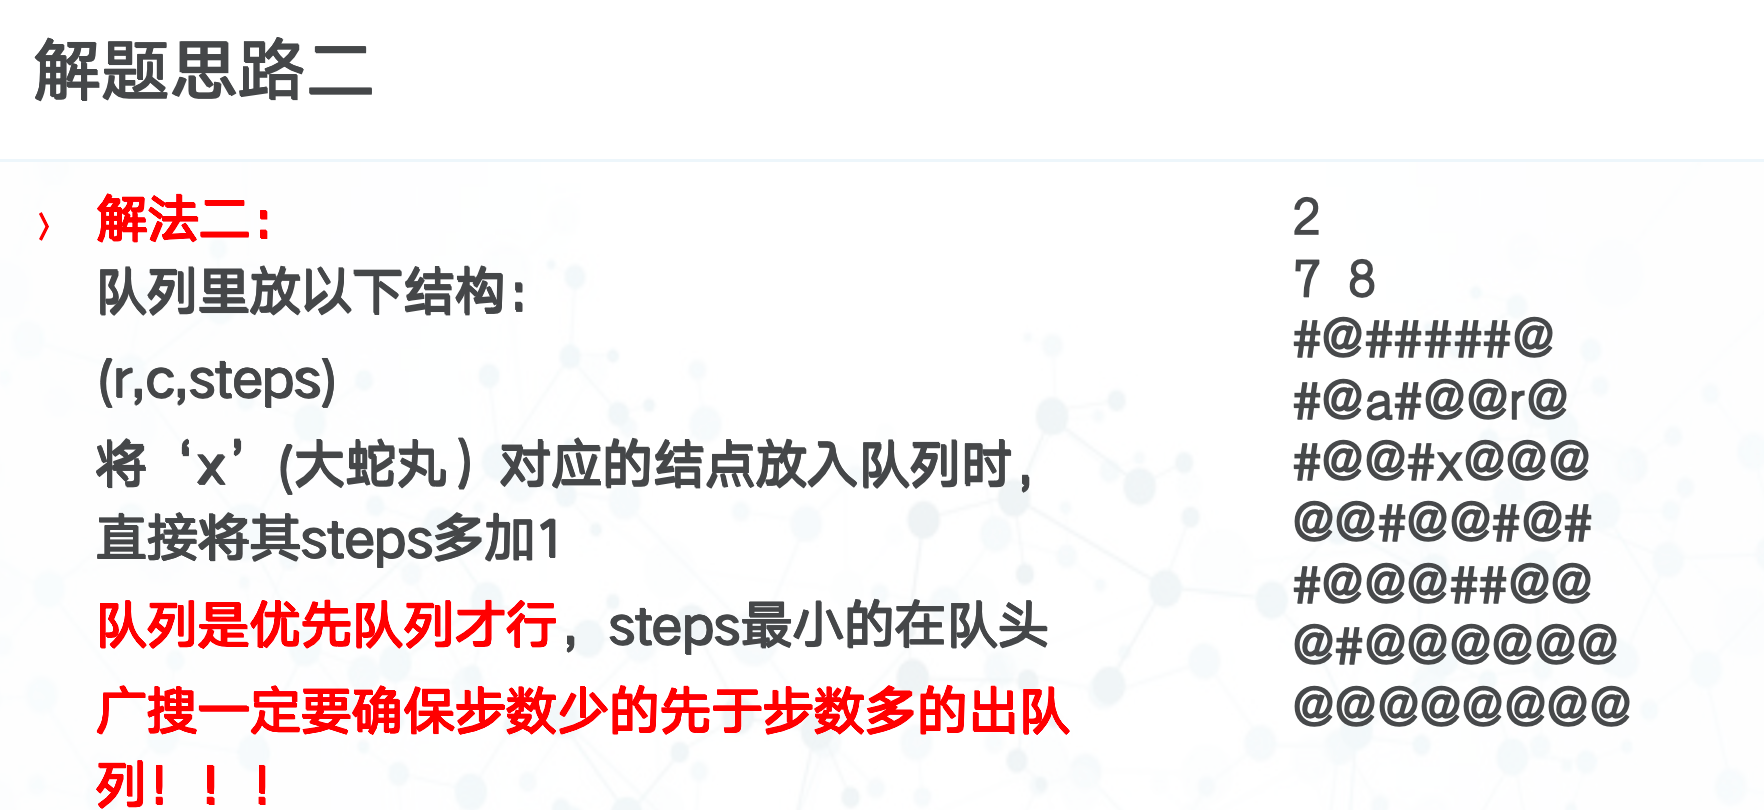 解题思路二
〉 解法二：
队列里放以下结构：
(r,c,steps)
将‘x’(大蛇丸）对应的结点放入队列时，
直接将其steps多加1
队列是优先队列才行，steps最小的在队头
广搜一定要确保步数少的先于步数多的出队
列！！！
2
7 8
#@#####@
#@a#@@r@
#@@#x@@@
@@#@@#@#
#@@@##@@
@#@@@@@@
@@@@@@@@